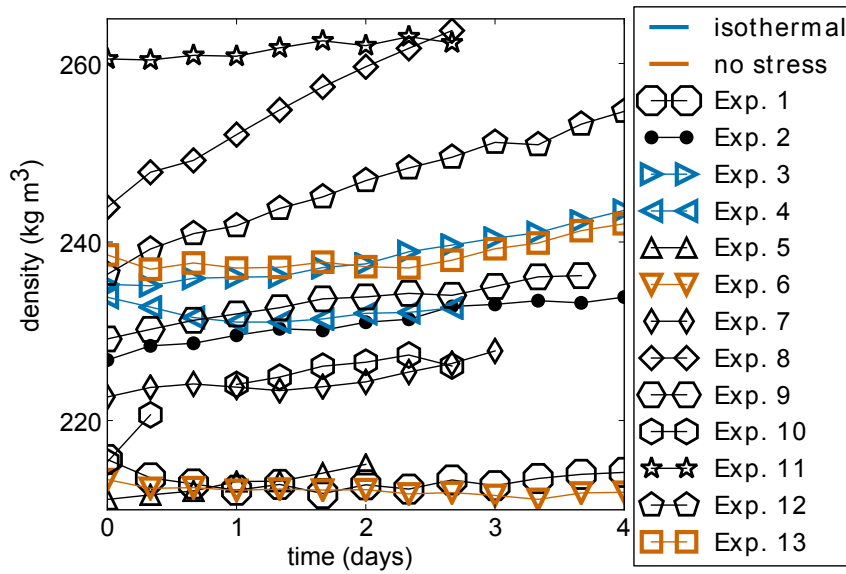 260
240
220
0
1
2
3
4
density (kg m³)
time (days)
isothermal
no stress
Exp. 1
Exp. 2
Exp. 3
Exp. 4
Exp. 5
Exp. 6
Exp. 7
Exp. 8
Exp. 9
Exp. 10
Exp. 11
Exp. 12
Exp. 13